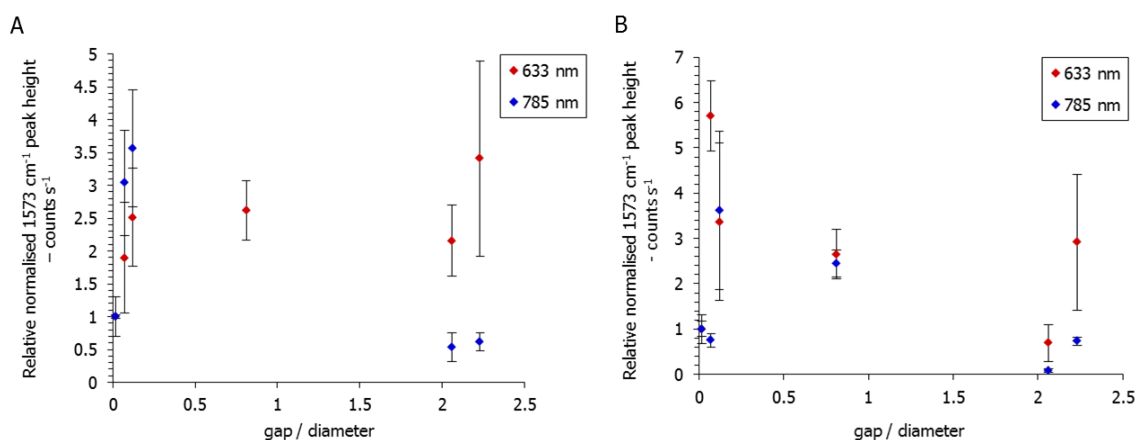 A
Relative normalised 1573 cm⁻¹ peak height
– counts s⁻¹
5
4.5
4
3.5
3
2.5
2
1.5
1
0.5
0
0
0.5
1
1.5
2
2.5
gap / diameter
633 nm
785 nm
B
Relative normalised 1573 cm⁻¹ peak height
- counts s⁻¹
7
6
5
4
3
2
1
0
0
0.5
1
1.5
2
2.5
gap / diameter
633 nm
785 nm